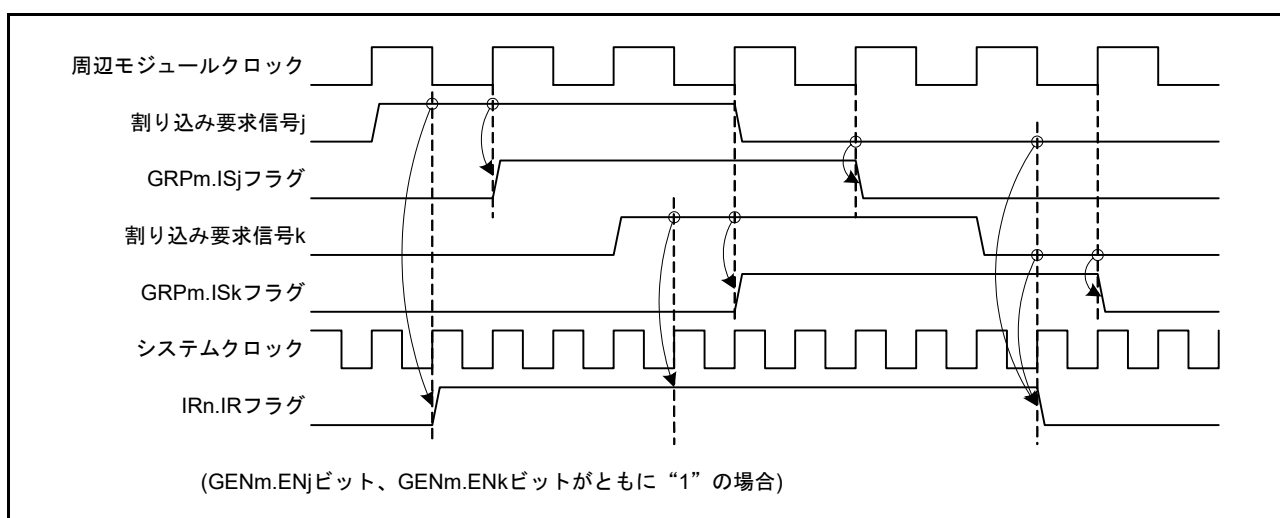 周辺モジュールクロック
割り込み要求信号j
GRPm.ISjフラグ
割り込み要求信号k
GRPm.ISkフラグ
システムクロック
IRn.IRフラグ
(GENm.ENjビット、GENm.ENkビットがともに“1”の場合)